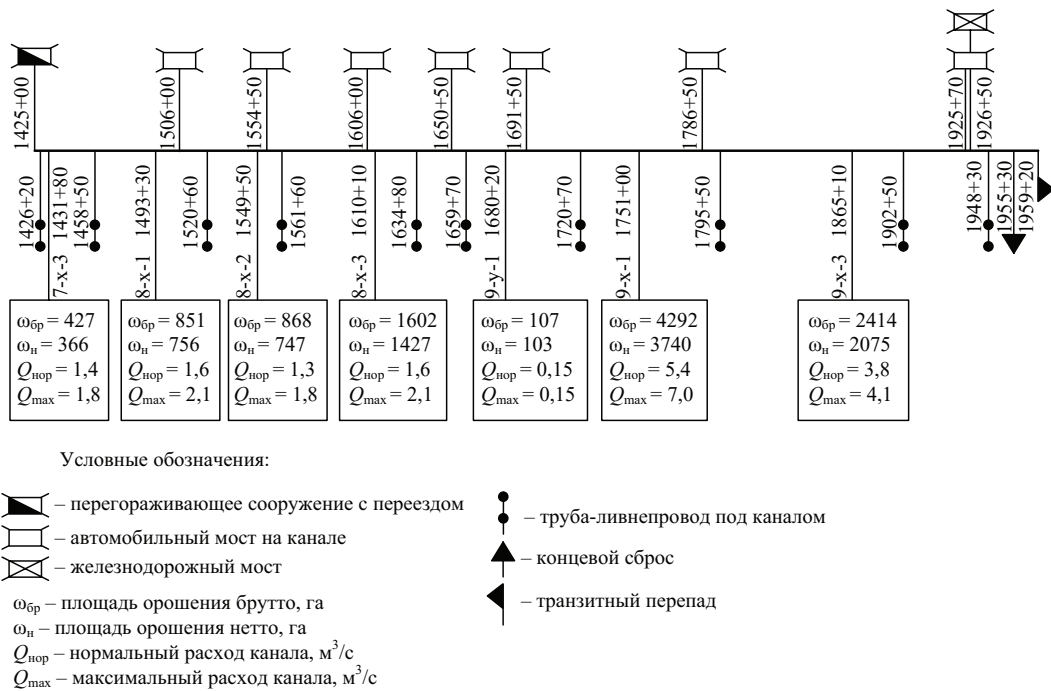 1425+00
1506+00
1554+50
1606+00
1650+50
1691+50
1786+50
1925+70
1926+50
1426+20
1431+80
1458+50
1493+30
1520+60
1549+50
1561+60
1610+10
1634+80
1659+70
1680+20
1720+70
1751+00
1795+50
1865+10
1902+50
1948+30
1955+30
1959+20
7-х-3
8-х-1
8-х-2
8-х-3
9-у-1
9-х-1
9-х-3
ωбр = 427
ωн = 366
Qнор = 1,4
Qmax = 1,8
ωбр = 851
ωн = 756
Qнор = 1,6
Qmax = 2,1
ωбр = 868
ωн = 747
Qнор = 1,3
Qmax = 1,8
ωбр = 1602
ωн = 1427
Qнор = 1,6
Qmax = 2,1
ωбр = 107
ωн = 103
Qнор = 0,15
Qmax = 0,15
ωбр = 4292
ωн = 3740
Qнор = 5,4
Qmax = 7,0
ωбр = 2414
ωн = 2075
Qнор = 3,8
Qmax = 4,1
Условные обозначения:
– перегораживающее сооружение с переездом
– автомобильный мост на канале
– железнодорожный мост
ωбр – площадь орошения брутто, га
ωн – площадь орошения нетто, га
Qнор – нормальный расход канала, м³/с
Qmax – максимальный расход канала, м³/с
– труба-ливнепровод под каналом
– концевой сброс
– транзитный перепад